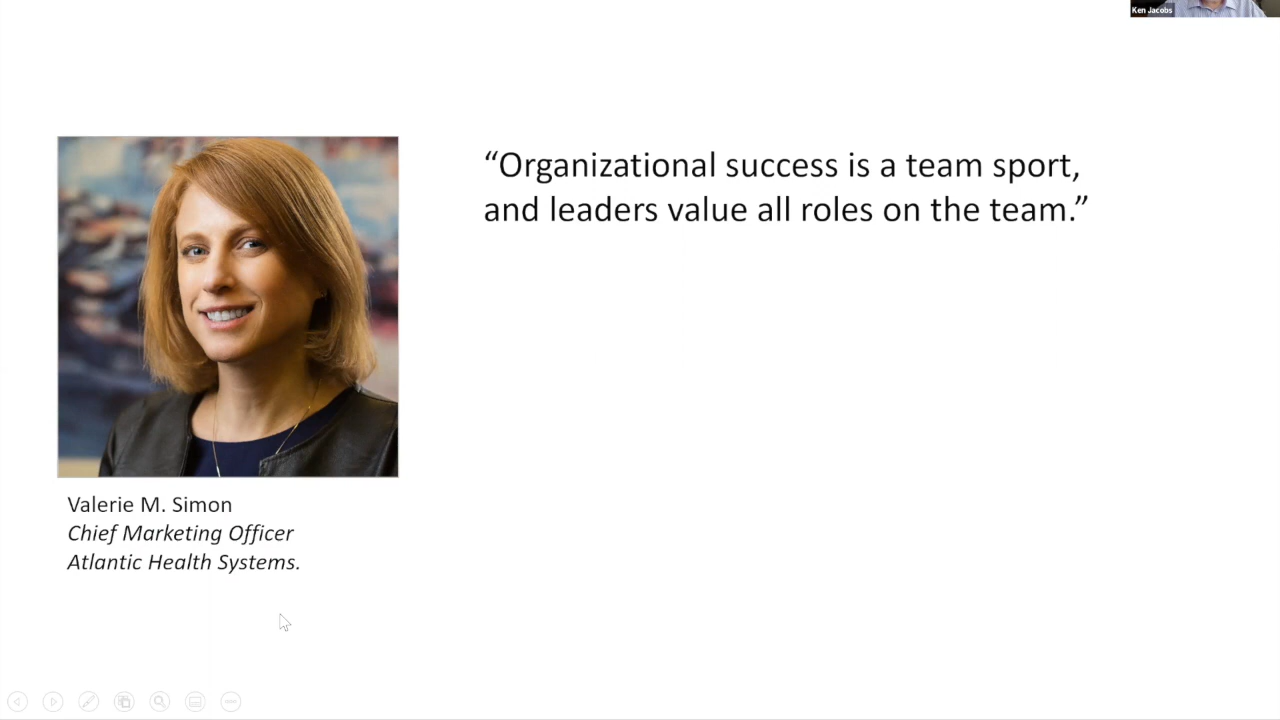 Ken Jacobs
“Organizational success is a team sport,
and leaders value all roles on the team.”
Valerie M. Simon
Chief Marketing Officer
Atlantic Health Systems.